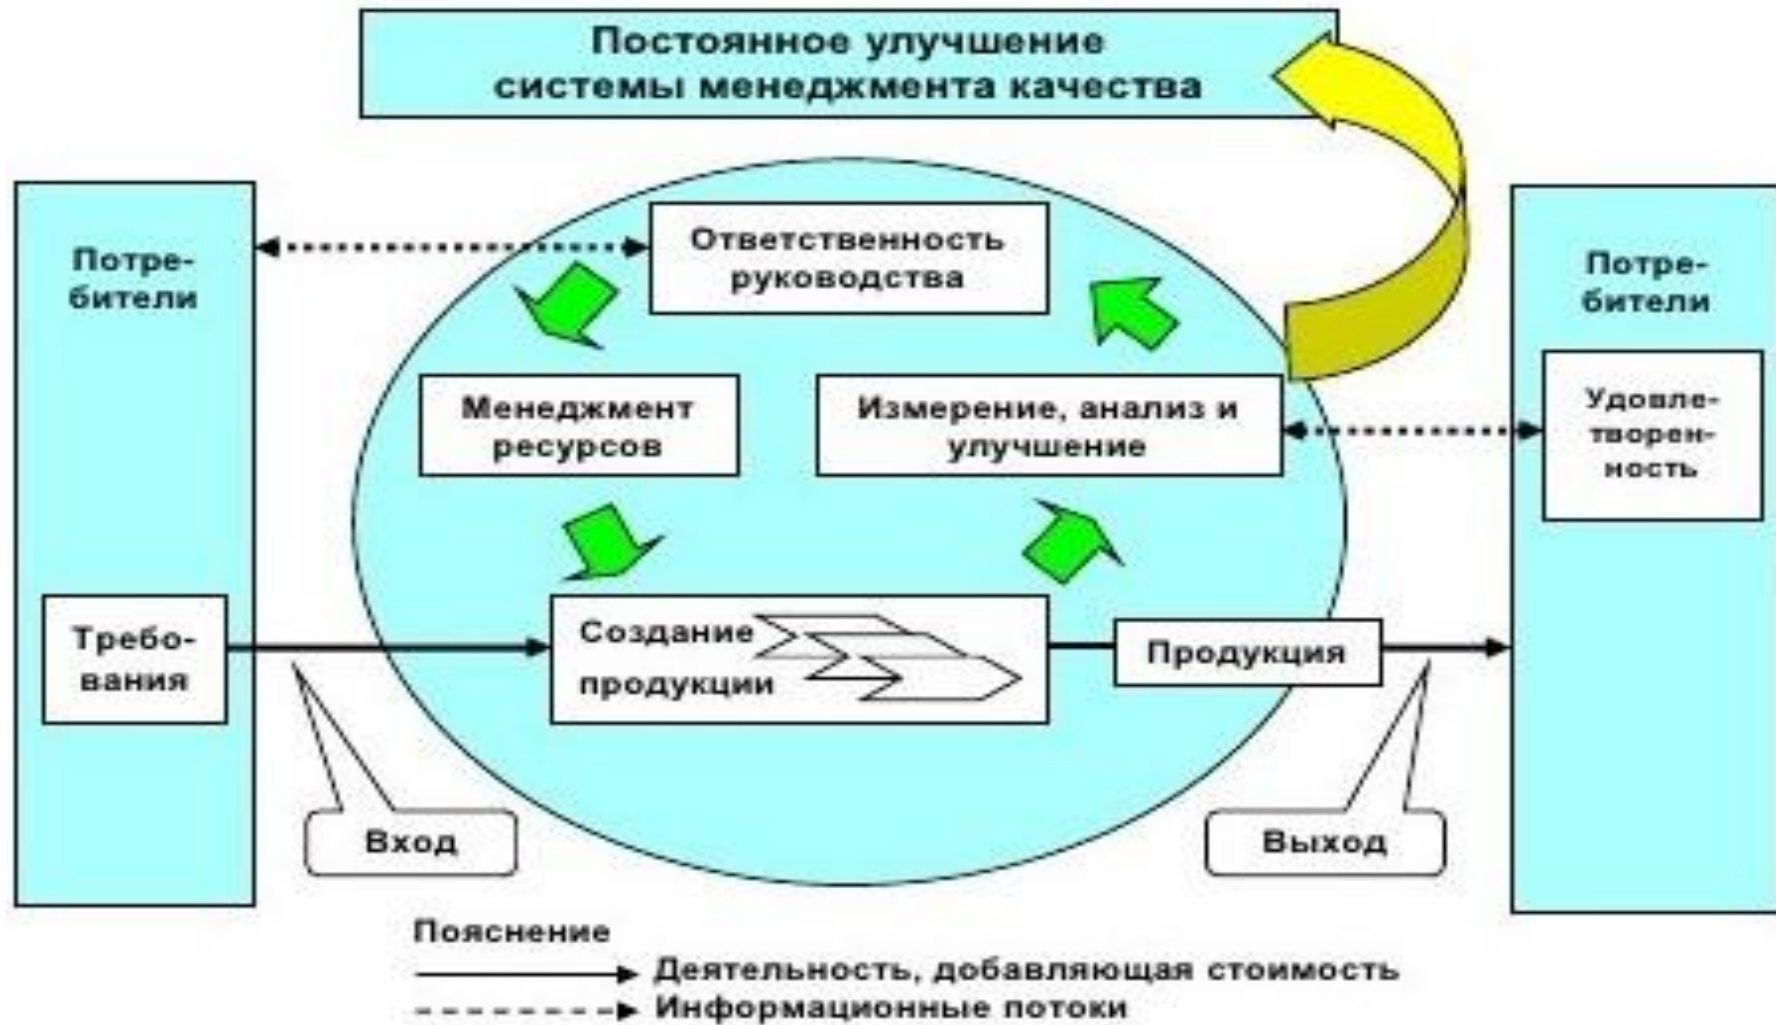 Постоянное улучшение
системы менеджмента качества
Потре-
бители
Ответственность
руководства
Потре-
бители
Менеджмент
ресурсов
Измерение, анализ и
улучшение
Удовле-
творен-
ность
Требо-
вания
Создание
продукции
Продукция
Вход
Выход
Пояснение
Деятельность, добавляющая стоимость
Информационные потоки